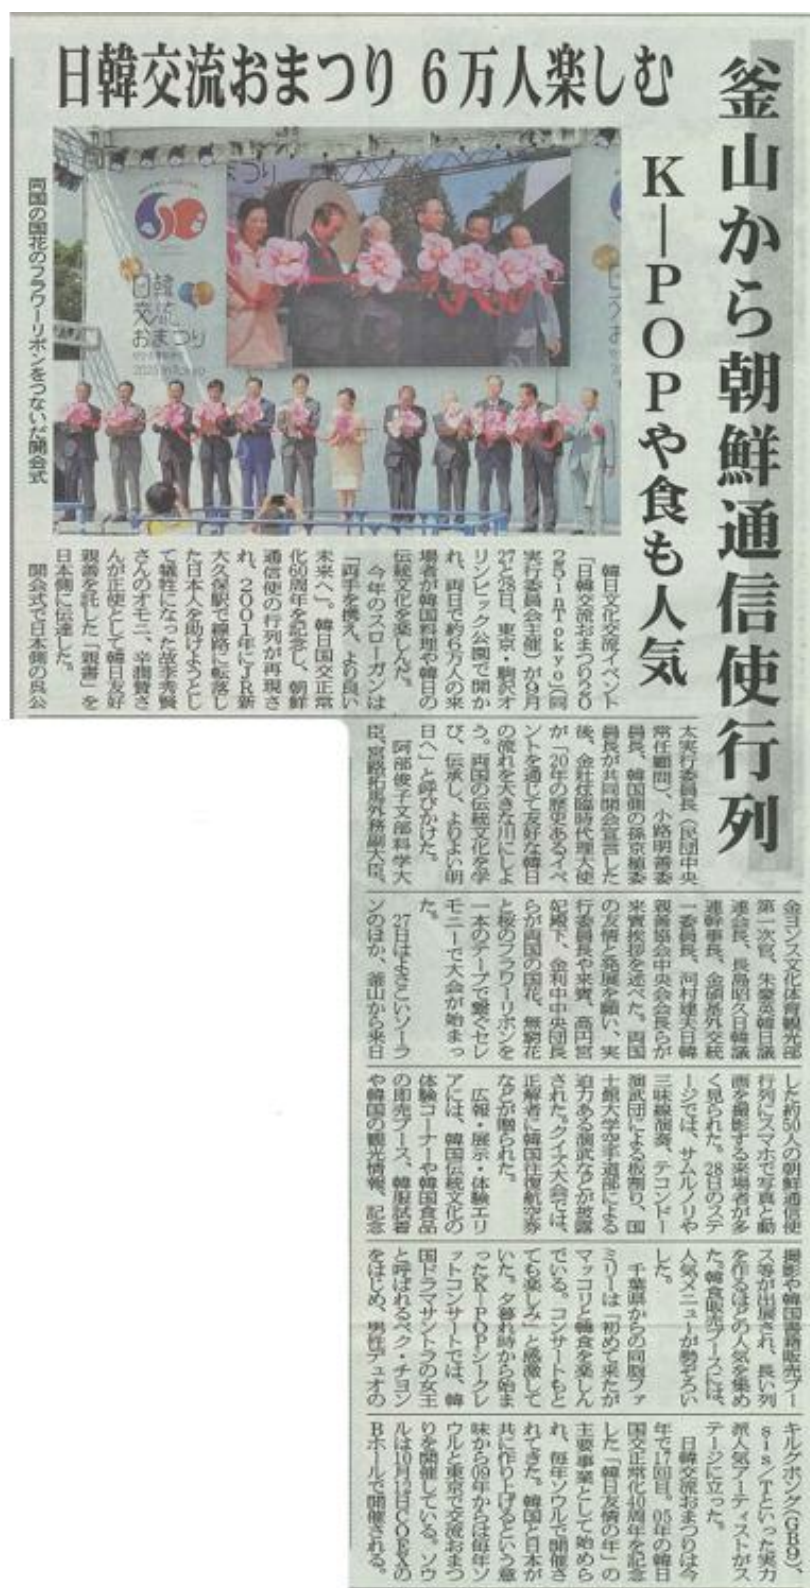 日韓交流おまつり 6万人楽しむ
釜山から朝鮮通信使行列
K―POPや食も人気
日韓
交流
おまつり
両国の国花のフラワーリボンをつないだ開会式
韓日文化交流イベント
「日韓交流おまつり20
25inTokyo」(同
実行委員会主催)が9月
27と28日、東京・駒沢オ
リンピック公園で開か
れ、両日で約6万人の来
場者が韓国料理や韓日の
伝統文化を楽しんだ。
今年のスローガンは
「両手を携え、より良い
未来へ」。韓日国交正常
化60周年を記念し、朝鮮
通信使の行列が再現さ
れ、2001年にJR新
大久保駅で線路に転落し
た日本人を助けようとし
て犠牲になった故李秀賢
さんのオモニ、辛潤賛さ
んが正使として韓日友好
親善を託した「親書」を
日本側に伝達した。
開会式で日本側の呉公
太実行委員長(民団中央
常任顧問)、小路明善委
員長、韓国側の孫京植委
員長が共同開会宣言した
後、金壮炫臨時代理大使
が「20年の歴史あるイベ
ントを通じて友好な韓日
の流れを大きな川にしよ
う。両国の伝統文化を学
び、伝承し、よりよい明
日へ」と呼びかけた。
阿部俊子文部科学大
臣、宮路拓馬外務副大臣、
金ヨンス文化体育観光部
第一次官、朱豪英韓日議
連会長、長島昭久日韓議
連幹事長、金碩基外交統
一委員長、河村建夫日韓
親善協会中央会会長らが
来賓挨拶を述べた。両国
の友情と発展を願い、実
行委員長や来賓、高円宮
妃殿下、金利中中央団長
らが両国の国花、無窮花
と桜のフラワーリボンを
一本のテープで繋ぐセレ
モニーで大会が始まっ
た。
27日はよさこいソーラ
ンのほか、釜山から来日
した約50人の朝鮮通信使
行列にスマホで写真と動
画を撮影する来場者が多
く見られた。28日のステ
ージでは、サムルノリや
三味線演奏、テコンドー
演武団による板割り、国
士館大学空手道部による
迫力ある演武などが披露
された。クイズ大会では、
正解者に韓国往復航空券
などが贈られた。
広報・展示・体験エリ
アには、韓国伝統文化の
体験コーナーや韓国食品
の即売ブース、韓服試着
や韓国の観光情報、記念
撮影や韓国書籍販売ブー
ス等が出展され、長い列
を作るほどの人気を集め
た。韓食販売ブースには、
人気メニューが勢ぞろい
した。
千葉県からの同胞ファ
ミリーは「初めて来たが
マッコリと韓食を楽しん
でいる。コンサートもと
ても楽しみ」と感激して
いた。夕暮れ時から始ま
ったK―POPシークレ
ットコンサートでは、韓
国ドラマサントラの女王
と呼ばれるペク・チヨン
をはじめ、男性デュオの
キルグボング(GB9)、
sis/Tといった実力
派人気アーティストがス
テージに立った。
日韓交流おまつりは今
年で17回目。05年の韓日
国交正常化40周年を記念
した「韓日友情の年」の
主要事業として始めら
れ、毎年ソウルで開催さ
れてきた。韓国と日本が
共に作り上げるという意
味から09年からは毎年ソ
ウルと東京で交流おまつ
りを開催している。ソウ
ルは10月12日COEXの
Bホールで開催される。